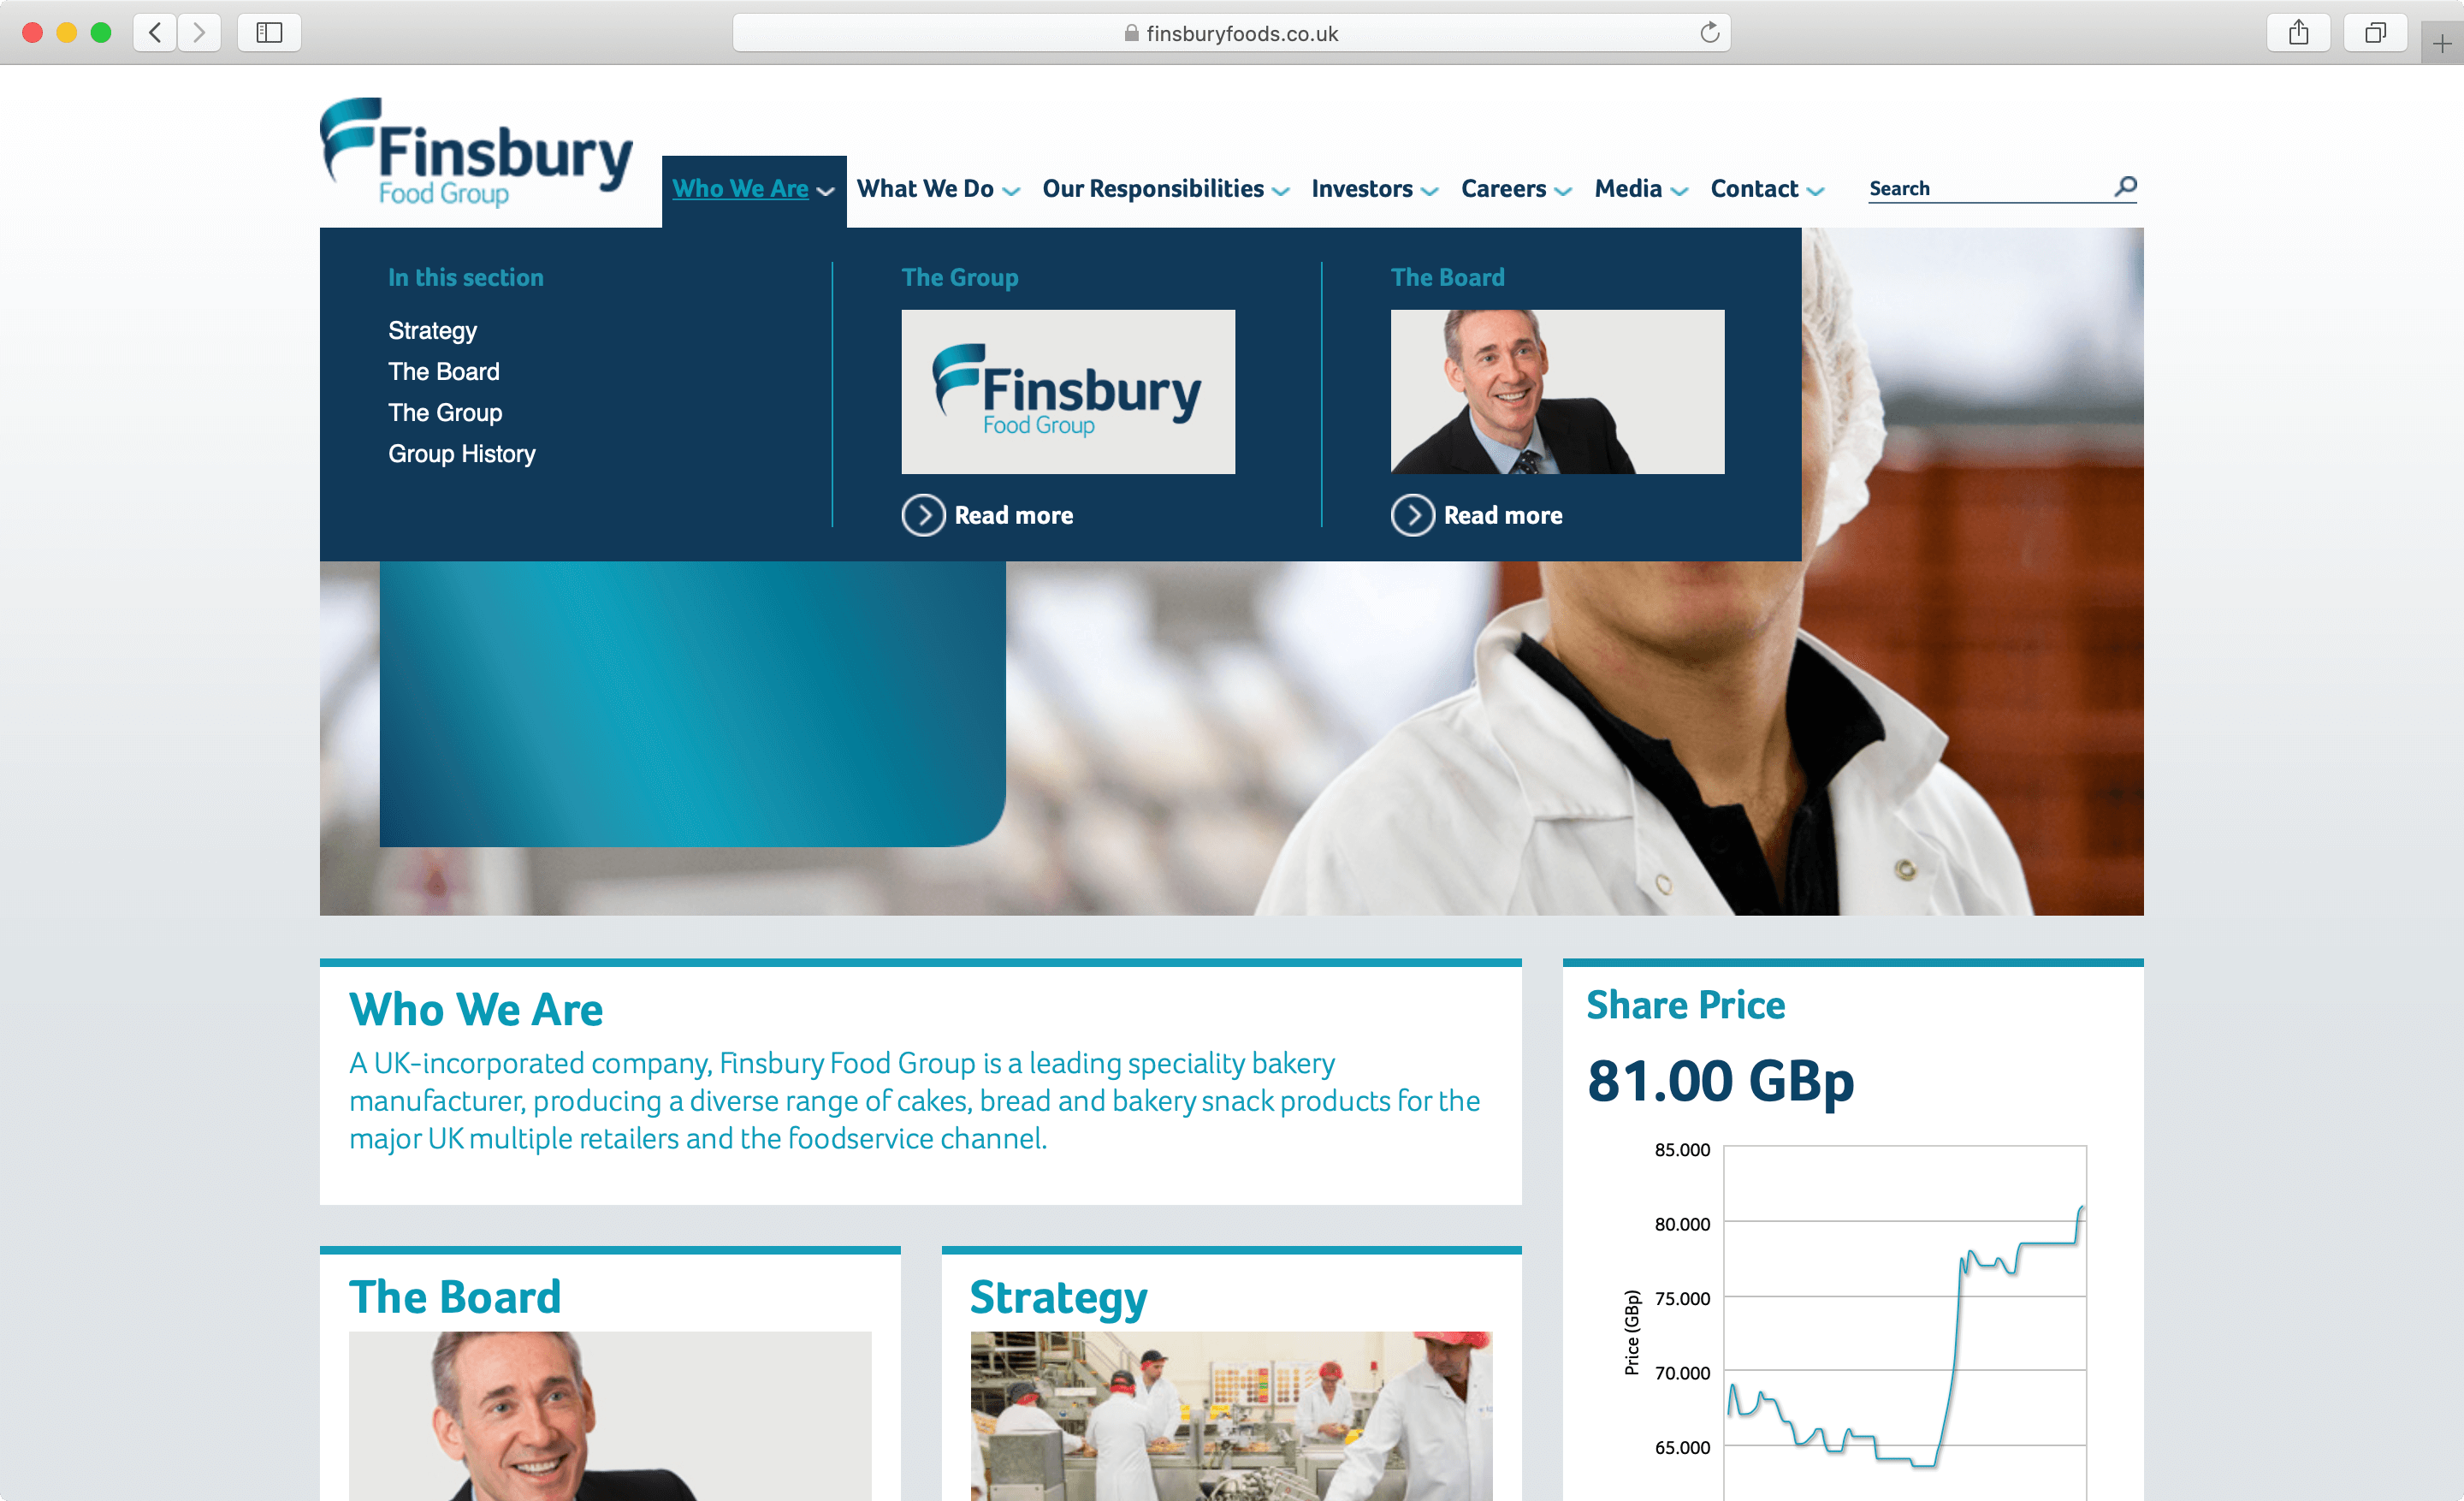 finsburyfoods.co.uk
Finsbury
Food Group
Who We Are
What We Do
Our Responsibilities
Investors
Careers
Media
Contact
Search
In this section
Strategy
The Board
The Group
Group History
The Group
Finsbury
Food Group
Read more
The Board
Read more
Who We Are
A UK-incorporated company, Finsbury Food Group is a leading speciality bakery
manufacturer, producing a diverse range of cakes, bread and bakery snack products for the
major UK multiple retailers and the foodservice channel.
The Board
Strategy
Share Price
81.00 GBp
85.000
80.000
75.000
70.000
65.000
Price (GBp)